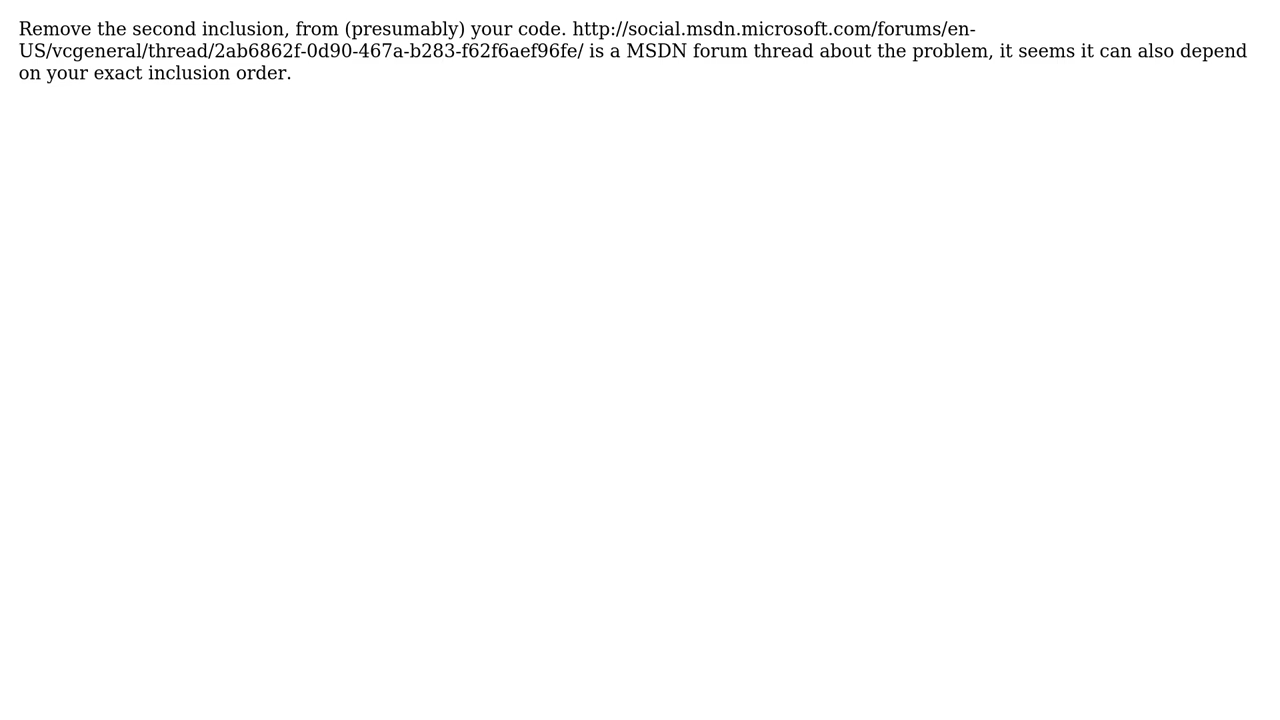 Remove the second inclusion, from (presumably) your code. http://social.msdn.microsoft.com/forums/en-
US/vcgeneral/thread/2ab6862f-0d90-467a-b283-f62f6aef96fe/ is a MSDN forum thread about the problem, it seems it can also depend
on your exact inclusion order.